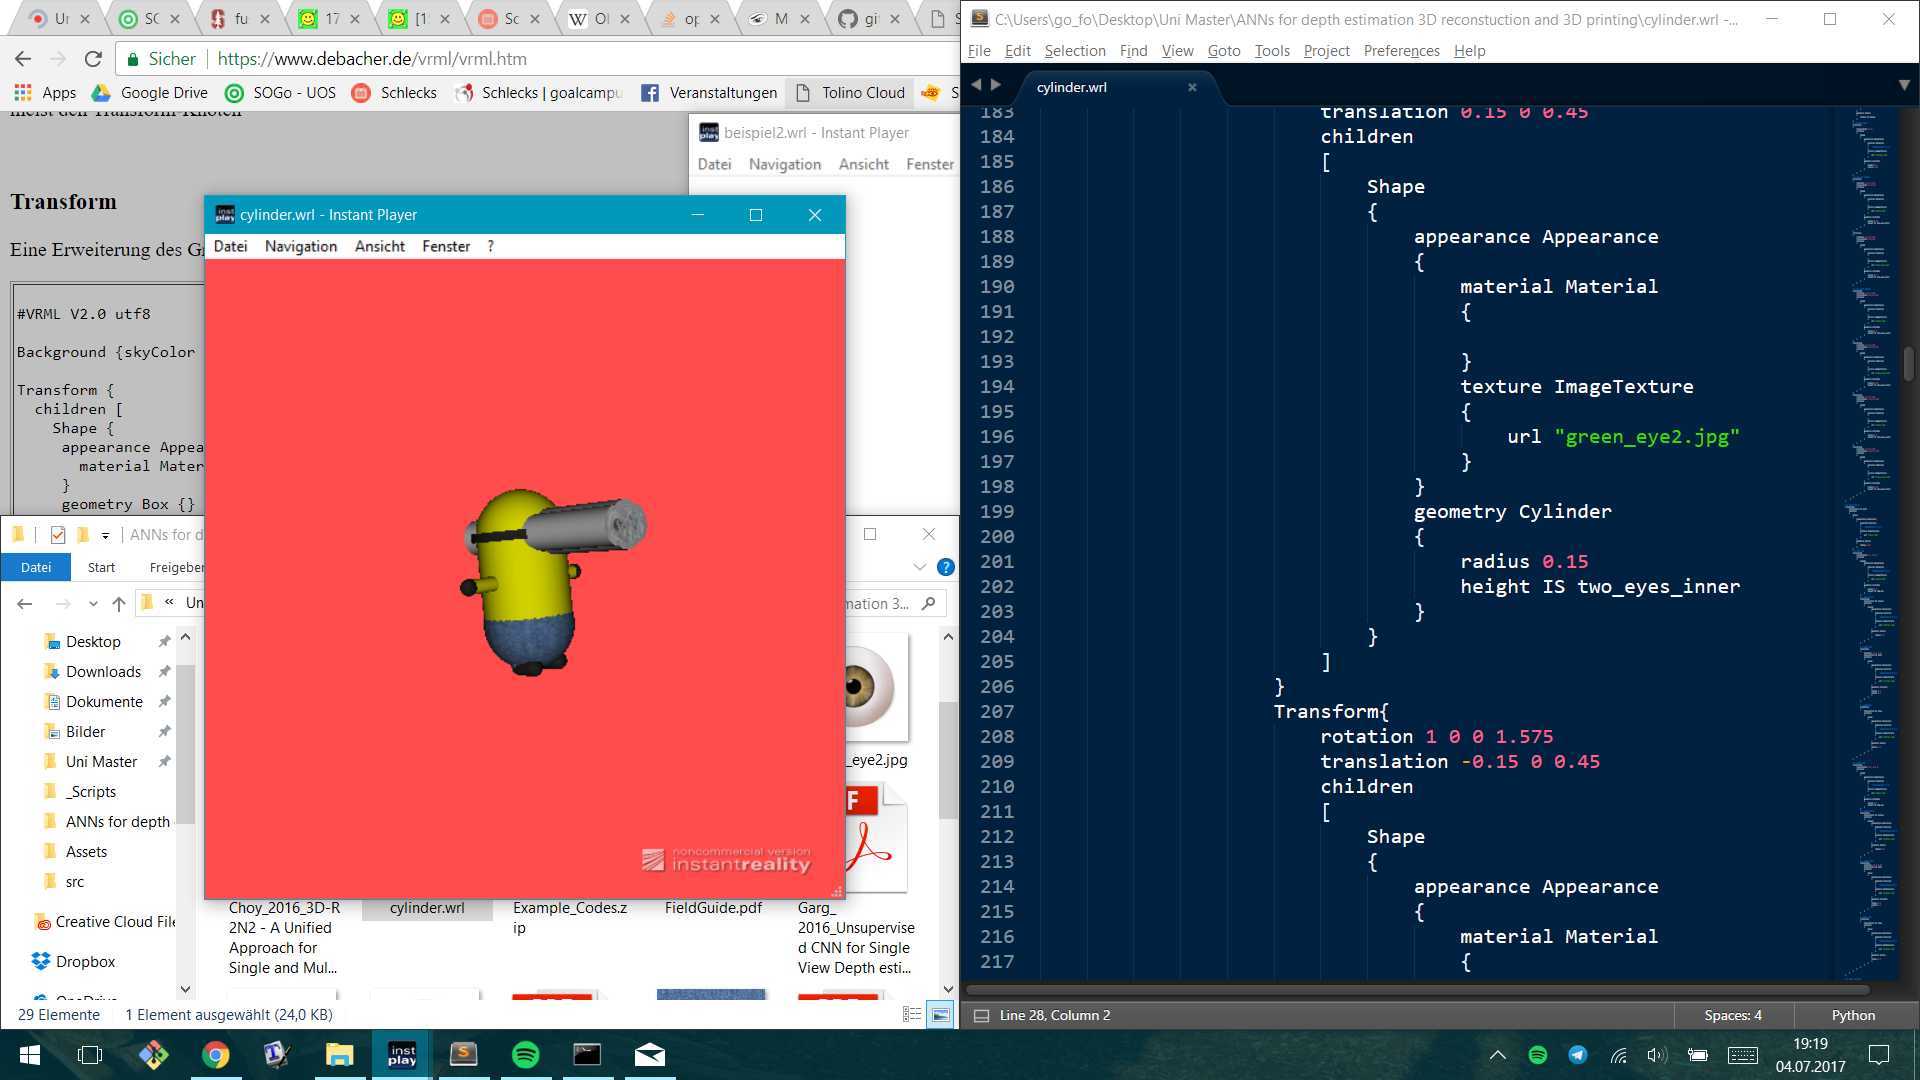 Ur
SC
fu
17
[1!
Sc
Ol
op
M
gi
S
Sicher
https://www.debacher.de/vrml/vrml.htm
Apps
Google Drive
SOGo - UOS
Schlecks
Schlecks | goalcampu
Veranstaltungen
Tolino Cloud
S
meist den Transform-Knoten
Transform
Eine Erweiterung des Gr
#VRML V2.0 utf8
Background {skyColor
Transform {
children [
Shape {
appearance Appea
material Mater
}
geometry Box {}
beispiel2.wrl - Instant Player
Datei Navigation Ansicht Fenster
cylinder.wrl - Instant Player
Datei Navigation Ansicht Fenster ?
noncommercial version
instantreality
ANNs for d
Datei Start Freigeber
« Un
mation 3...
Desktop
Downloads
Dokumente
Bilder
Uni Master
_Scripts
ANNs for depth
Assets
src
Creative Cloud File
Dropbox
OneDrive
_eye2.jpg
Choy_2016_3D-R
2N2 - A Unified
Approach for
Single and Mul...
cylinder.wrl
Example_Codes.z
ip
FieldGuide.pdf
Garg_
2016_Unsupervise
d CNN for Single
View Depth esti...
29 Elemente 1 Element ausgewählt (24,0 KB)
C:\Users\go_fo\Desktop\Uni Master\ANNs for depth estimation 3D reconstuction and 3D printing\cylinder.wrl -...
File Edit Selection Find View Goto Tools Project Preferences Help
cylinder.wrl
183 translation 0.15 0 0.45
184 children
185 [
186 Shape
187 {
188 appearance Appearance
189 {
190 material Material
191 {
192
193 }
194 texture ImageTexture
195 {
196 url "green_eye2.jpg"
197 }
198 }
199 geometry Cylinder
200 {
201 radius 0.15
202 height IS two_eyes_inner
203 }
204 }
205 ]
206 }
207 Transform{
208 rotation 1 0 0 1.575
209 translation -0.15 0 0.45
210 children
211 [
212 Shape
213 {
214 appearance Appearance
215 {
216 material Material
217 {
Line 28, Column 2
Spaces: 4
Python
inst
play
19:19
04.07.2017